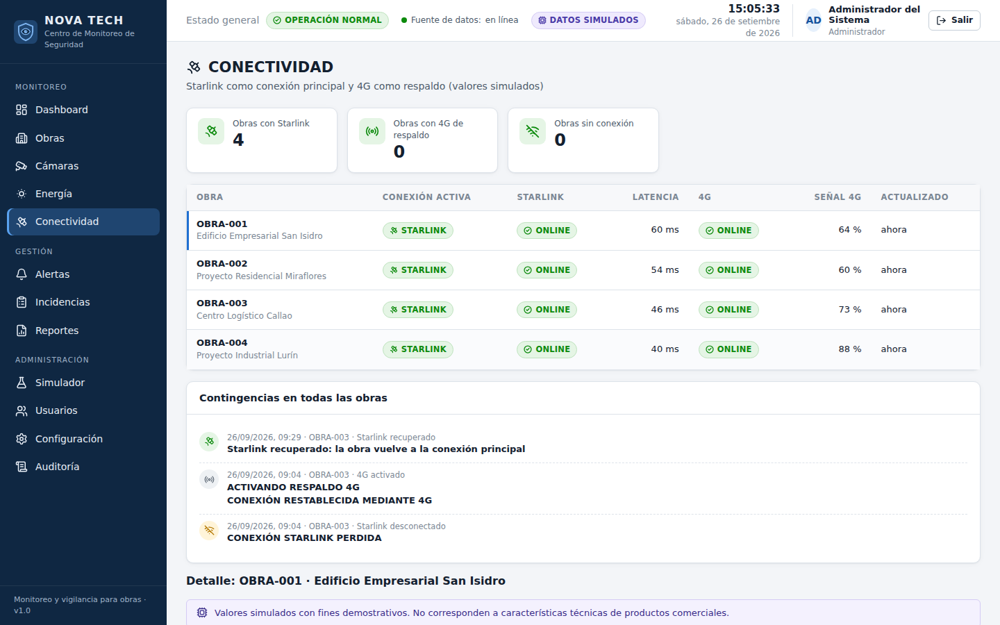 NOVA TECH
Centro de Monitoreo de
Seguridad
MONITOREO
Dashboard
Obras
Cámaras
Energía
Conectividad
GESTIÓN
Alertas
Incidencias
Reportes
ADMINISTRACIÓN
Simulador
Usuarios
Configuración
Auditoría
Monitoreo y vigilancia para obras ·
v1.0
Estado general OPERACIÓN NORMAL Fuente de datos: en línea DATOS SIMULADOS
15:05:33
sábado, 26 de setiembre
de 2026
AD
Administrador del
Sistema
Administrador
Salir
CONECTIVIDAD
Starlink como conexión principal y 4G como respaldo (valores simulados)
Obras con Starlink
4
Obras con 4G de
respaldo
0
Obras sin conexión
0
OBRA CONEXIÓN ACTIVA STARLINK LATENCIA 4G SEÑAL 4G ACTUALIZADO
OBRA-001
Edificio Empresarial San Isidro
STARLINK ONLINE 60 ms ONLINE 64 % ahora
OBRA-002
Proyecto Residencial Miraflores
STARLINK ONLINE 54 ms ONLINE 60 % ahora
OBRA-003
Centro Logístico Callao
STARLINK ONLINE 46 ms ONLINE 73 % ahora
OBRA-004
Proyecto Industrial Lurín
STARLINK ONLINE 40 ms ONLINE 88 % ahora
Contingencias en todas las obras
26/09/2026, 09:29 · OBRA-003 · Starlink recuperado
Starlink recuperado: la obra vuelve a la conexión principal
26/09/2026, 09:04 · OBRA-003 · 4G activado
ACTIVANDO RESPALDO 4G
CONEXIÓN RESTABLECIDA MEDIANTE 4G
26/09/2026, 09:04 · OBRA-003 · Starlink desconectado
CONEXIÓN STARLINK PERDIDA
Detalle: OBRA-001 · Edificio Empresarial San Isidro
Valores simulados con fines demostrativos. No corresponden a características técnicas de productos comerciales.